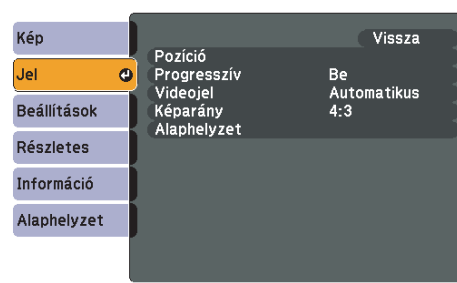 Kép
Jel
Beállítások
Részletes
Információ
Alaphelyzet
Vissza
Pozíció
Progresszív Be
Videojel Automatikus
Képarány 4:3
Alaphelyzet